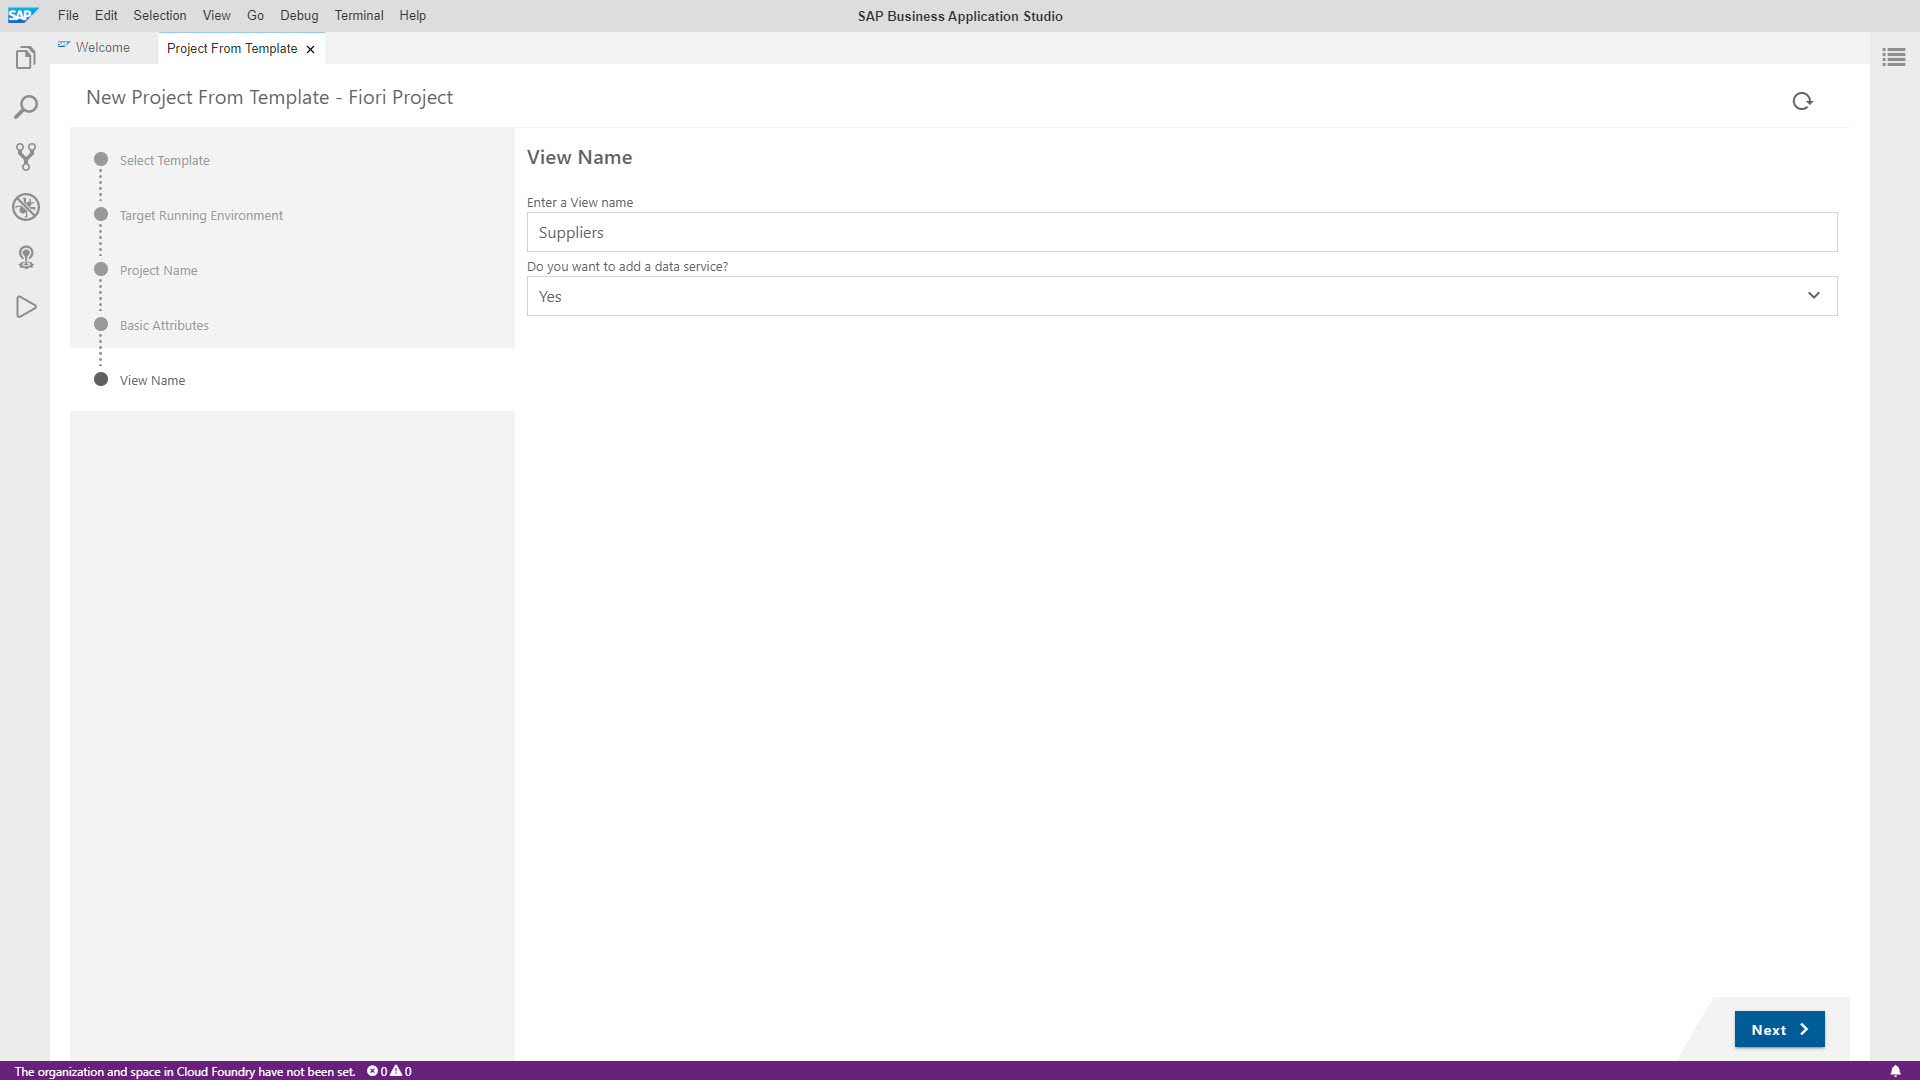 SAP File Edit Selection View Go Debug Terminal Help SAP Business Application Studio
SAP Welcome Project From Template
New Project From Template - Fiori Project
Select Template
Target Running Environment
Project Name
Basic Attributes
View Name
View Name
Enter a View name
Suppliers
Do you want to add a data service?
Yes
Next
The organization and space in Cloud Foundry have not been set. 0 0